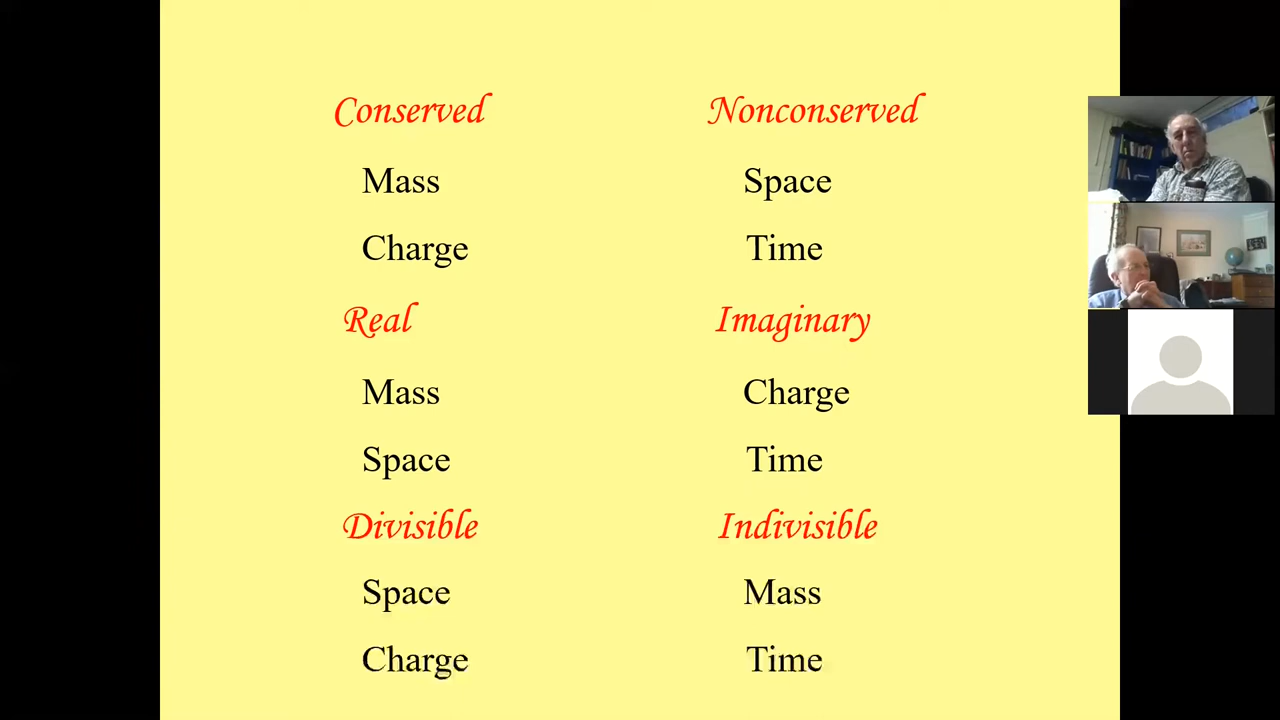 Conserved Nonconserved
Mass Space
Charge Time
Real Imaginary
Mass Charge
Space Time
Divisible Indivisible
Space Mass
Charge Time